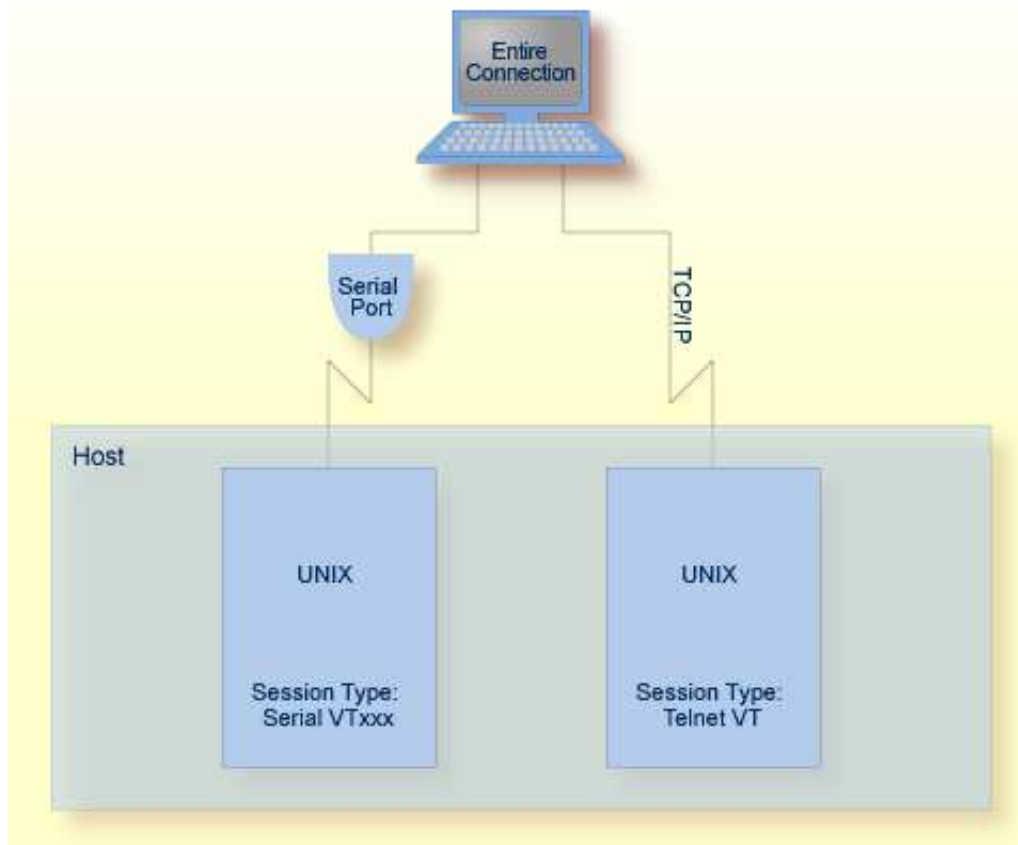 Entire
Connection
Serial
Port
TCP/IP
Host
UNIX
Session Type:
Serial VTxxx
UNIX
Session Type:
Telnet VT